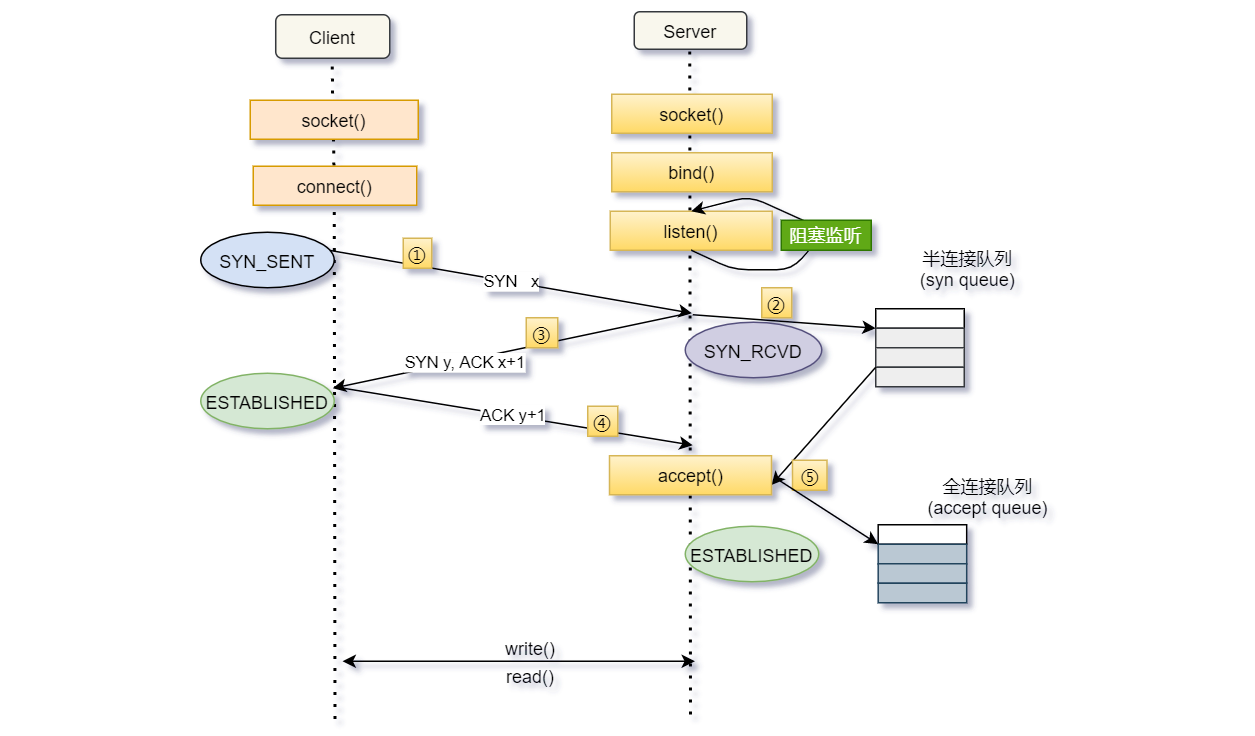 Client
Server
socket()
socket()
connect()
bind()
listen()
阻塞监听
SYN_SENT
①
SYN x
半连接队列
(syn queue)
②
③
SYN_RCVD
SYN y, ACK x+1
ESTABLISHED
ACK y+1
④
accept()
⑤
全连接队列
(accept queue)
ESTABLISHED
write()
read()